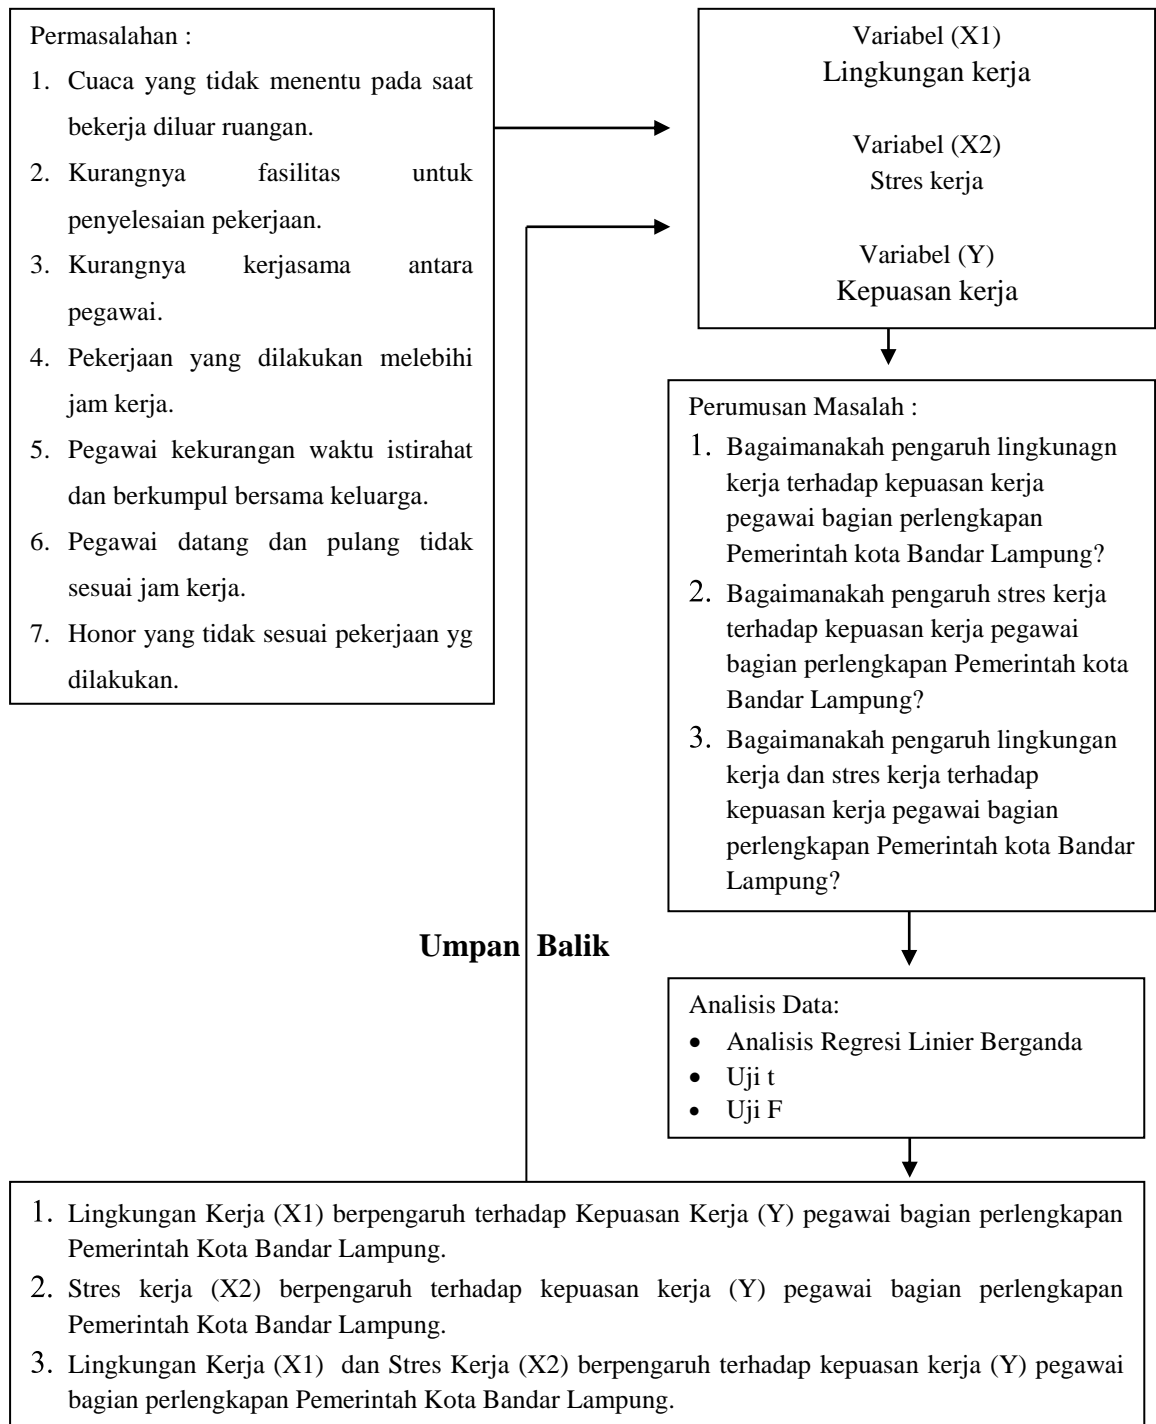 Permasalahan :
1. Cuaca yang tidak menentu pada saat
bekerja diluar ruangan.
2. Kurangnya fasilitas untuk
penyelesaian pekerjaan.
3. Kurangnya kerjasama antara
pegawai.
4. Pekerjaan yang dilakukan melebihi
jam kerja.
5. Pegawai kekurangan waktu istirahat
dan berkumpul bersama keluarga.
6. Pegawai datang dan pulang tidak
sesuai jam kerja.
7. Honor yang tidak sesuai pekerjaan yg
dilakukan.
Variabel (X1)
Lingkungan kerja
Variabel (X2)
Stres kerja
Variabel (Y)
Kepuasan kerja
Perumusan Masalah :
1. Bagaimanakah pengaruh lingkunagn
kerja terhadap kepuasan kerja
pegawai bagian perlengkapan
Pemerintah kota Bandar Lampung?
2. Bagaimanakah pengaruh stres kerja
terhadap kepuasan kerja pegawai
bagian perlengkapan Pemerintah kota
Bandar Lampung?
3. Bagaimanakah pengaruh lingkungan
kerja dan stres kerja terhadap
kepuasan kerja pegawai bagian
perlengkapan Pemerintah kota Bandar
Lampung?
Umpan Balik
Analisis Data:
• Analisis Regresi Linier Berganda
• Uji t
• Uji F
1. Lingkungan Kerja (X1) berpengaruh terhadap Kepuasan Kerja (Y) pegawai bagian perlengkapan
Pemerintah Kota Bandar Lampung.
2. Stres kerja (X2) berpengaruh terhadap kepuasan kerja (Y) pegawai bagian perlengkapan
Pemerintah Kota Bandar Lampung.
3. Lingkungan Kerja (X1) dan Stres Kerja (X2) berpengaruh terhadap kepuasan kerja (Y) pegawai
bagian perlengkapan Pemerintah Kota Bandar Lampung.